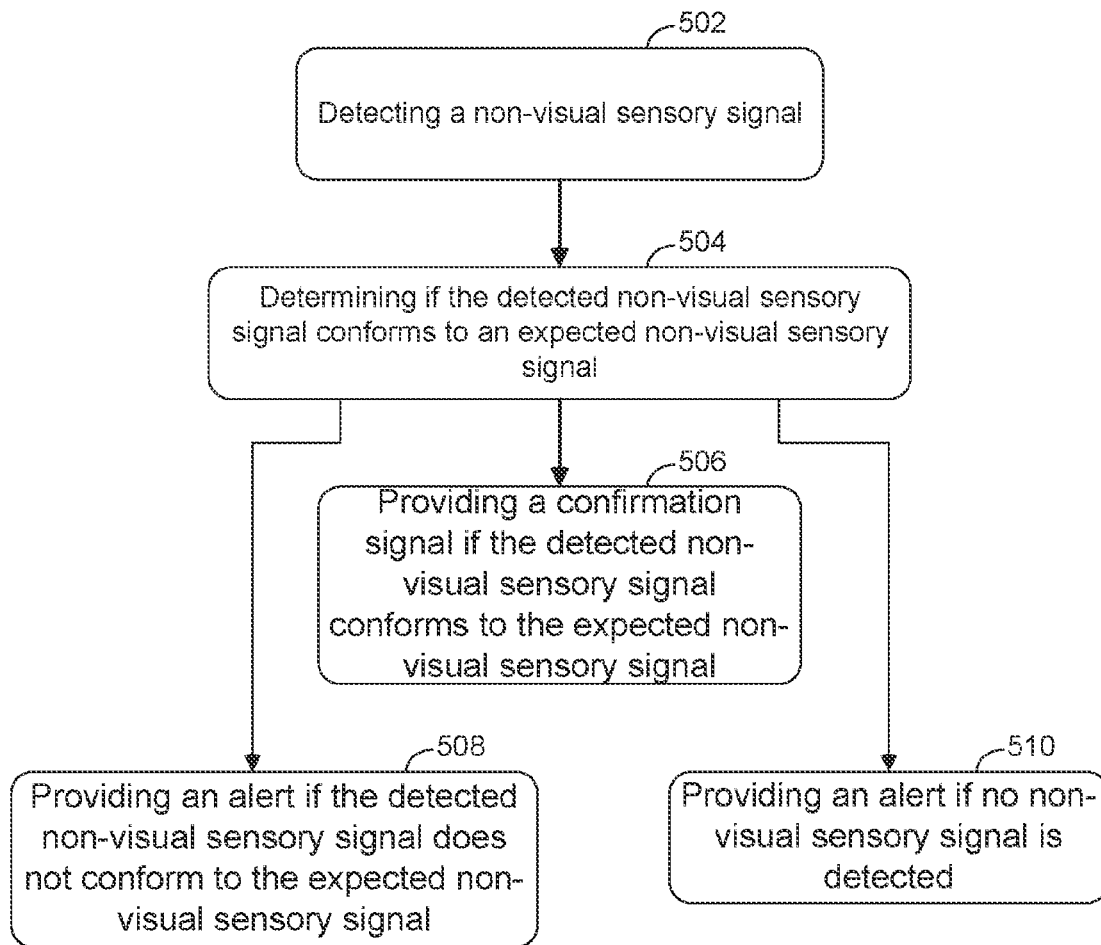 502
Detecting a non-visual sensory signal
504
Determining if the detected non-visual sensory
signal conforms to an expected non-visual sensory
signal
506
Providing a confirmation
signal if the detected non-
visual sensory signal
conforms to the expected non-
visual sensory signal
508
Providing an alert if the detected
non-visual sensory signal does
not conform to the expected non-
visual sensory signal
510
Providing an alert if no non-
visual sensory signal is
detected